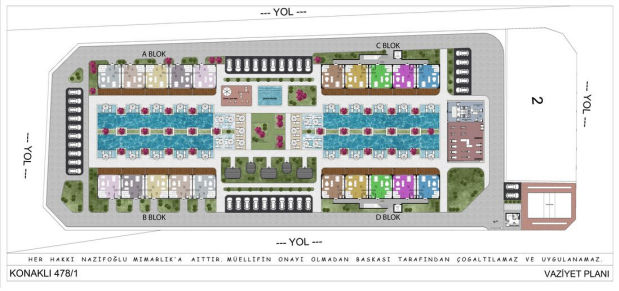 --- YOL ---
A BLOK
C BLOK
--- YOL ---
2
--- YOL ---
B BLOK
D BLOK
--- YOL ---
HER HAKKI NAZİFOĞLU MİMARLIK'A AİTTİR. MÜELLİFİN ONAYI OLMADAN BAŞKASI TARAFINDAN ÇOĞALTILAMAZ VE UYGULANAMAZ.
KONAKLI 478/1
VAZİYET PLANI